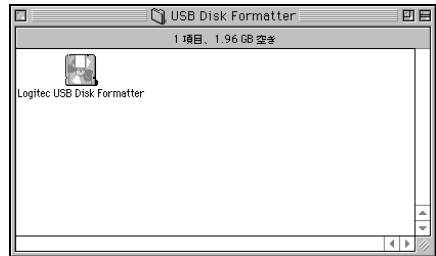 USB Disk Formatter
1 項目、1.96 GB 空き
Logitec USB Disk Formatter